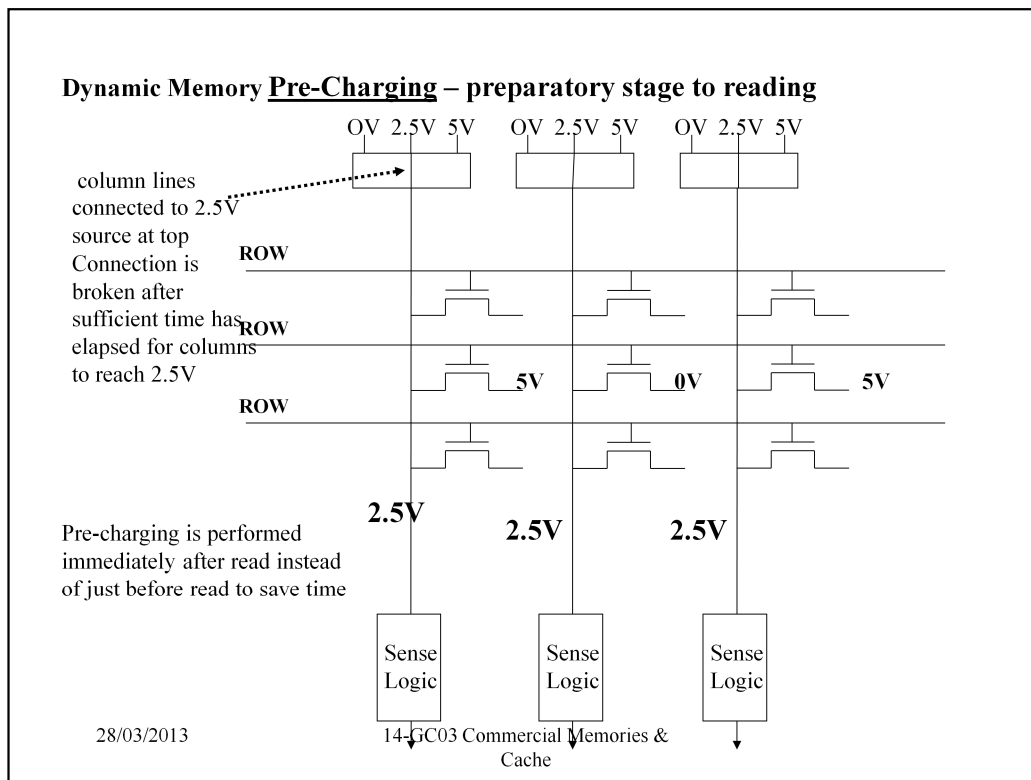 Dynamic Memory Pre-Charging – preparatory stage to reading
OV 2.5V 5V OV 2.5V 5V OV 2.5V 5V
column lines
connected to 2.5V
source at top
Connection is
broken after
sufficient time has
elapsed for columns
to reach 2.5V
ROW
ROW
5V 0V 5V
ROW
2.5V 2.5V 2.5V
Pre-charging is performed
immediately after read instead
of just before read to save time
Sense
Logic
Sense
Logic
Sense
Logic
28/03/2013
14-GC03 Commercial Memories &
Cache